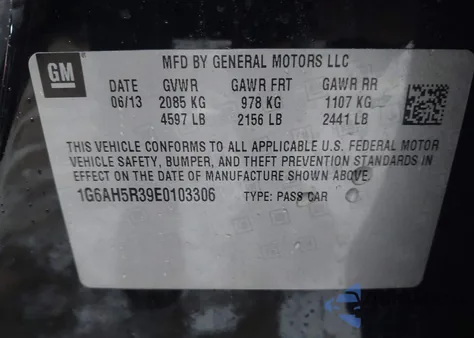 GM
MFD BY GENERAL MOTORS LLC
DATE GVWR GAWR FRT GAWR RR
06/13 2085 KG 978 KG 1107 KG
4597 LB 2156 LB 2441 LB
THIS VEHICLE CONFORMS TO ALL APPLICABLE U.S. FEDERAL MOTOR
VEHICLE SAFETY, BUMPER, AND THEFT PREVENTION STANDARDS IN
EFFECT ON THE DATE OF MANUFACTURE SHOWN ABOVE.
1G6AH5R39E0103306 TYPE: PASS CAR